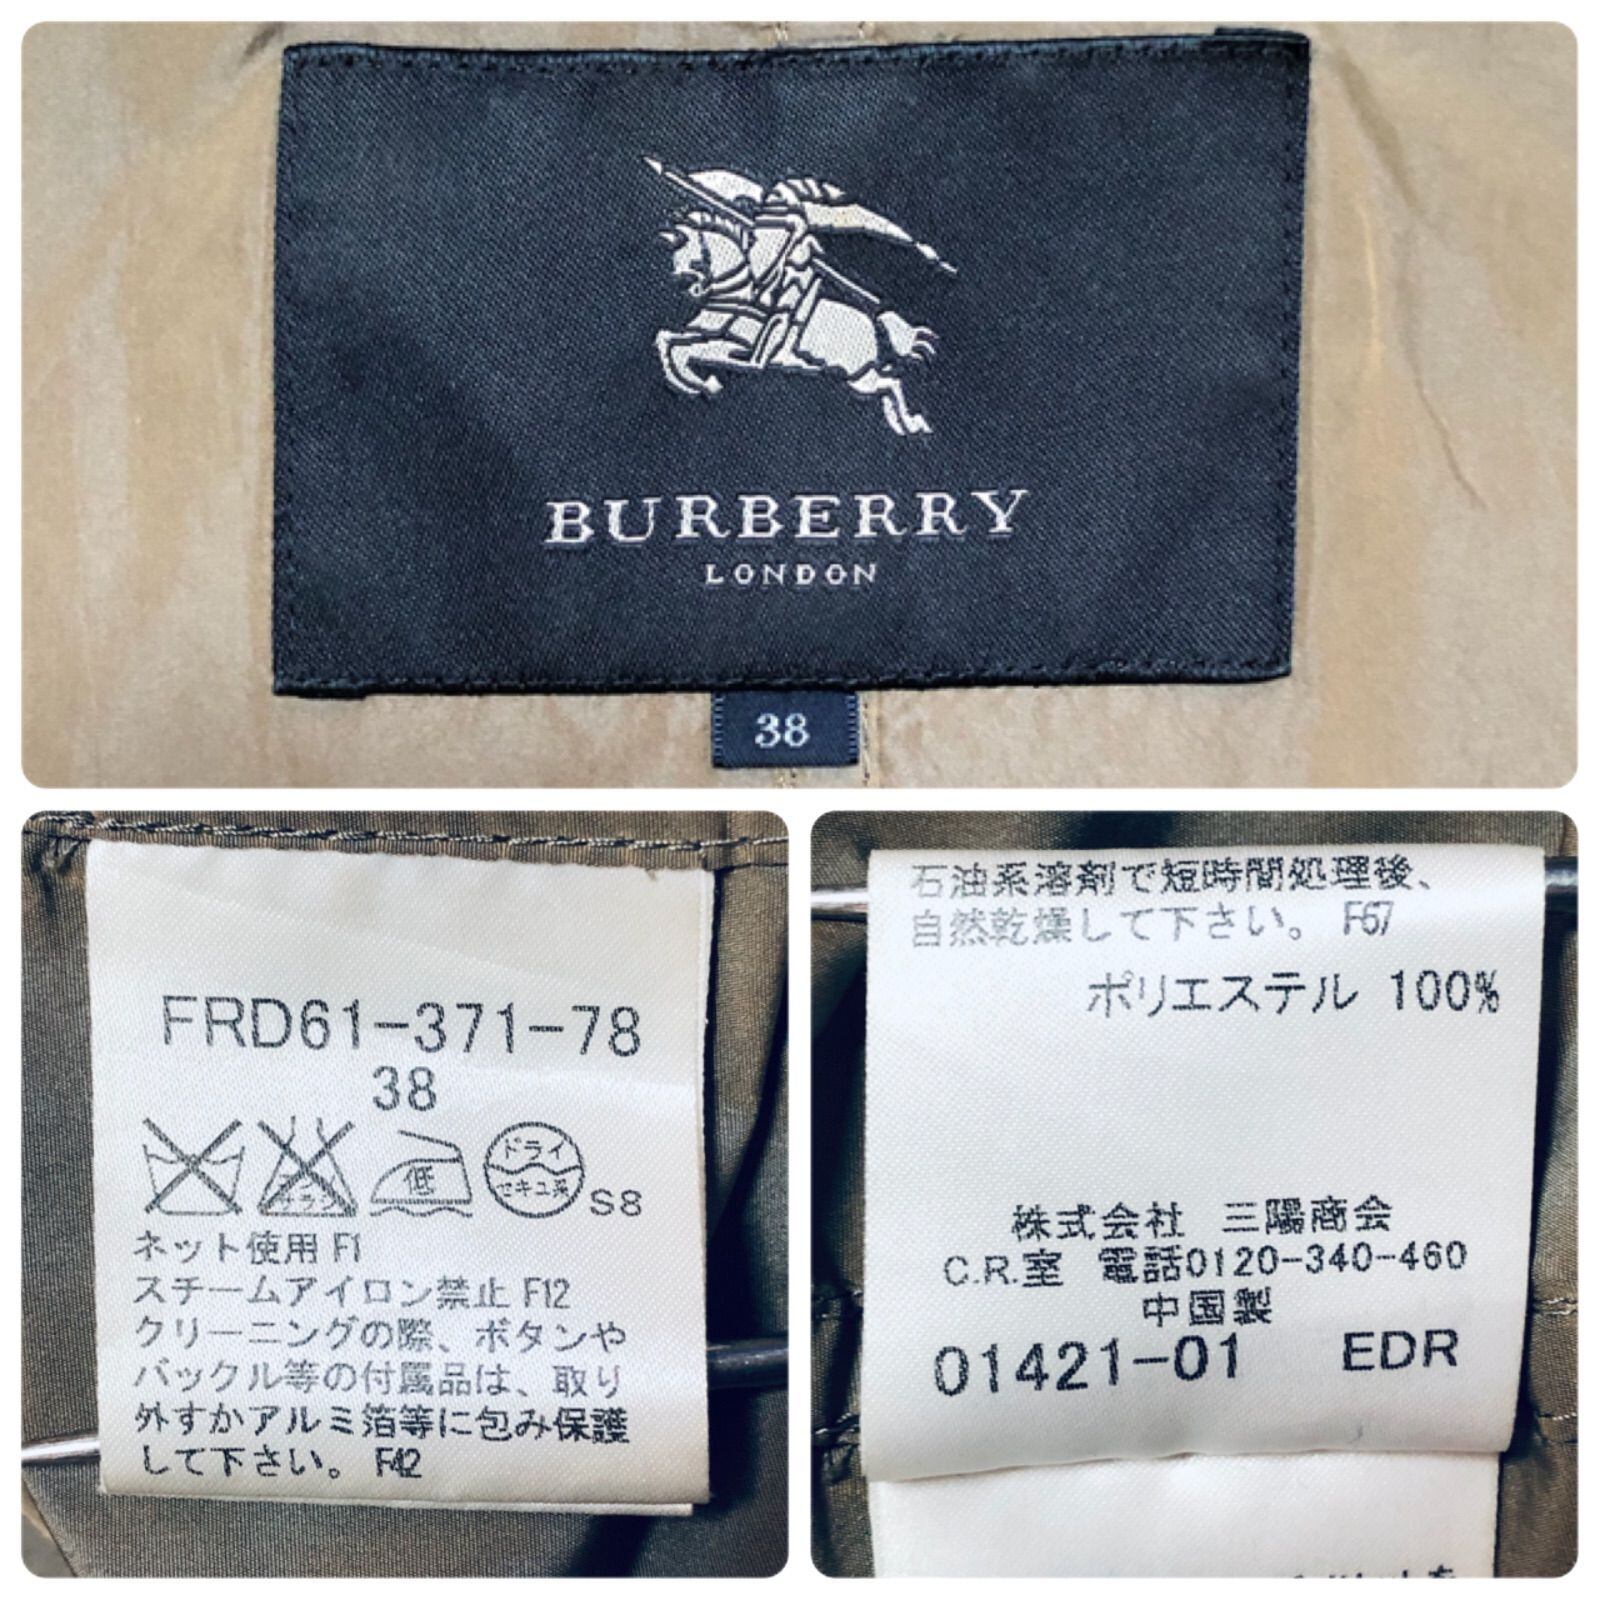 BURBERRY
LONDON
38
FRD61-371-78
38
低
ドライ
セキユ系
S8
ネット使用 F1
スチームアイロン禁止 F12
クリーニングの際、ボタンや
バックル等の付属品は、取り
外すかアルミ箔等に包み保護
して下さい。 F42
石油系溶剤で短時間処理後、
自然乾燥して下さい。 F67
ポリエステル 100%
株式会社 三陽商会
C.R.室 電話0120-340-460
中国製
01421-01 EDR